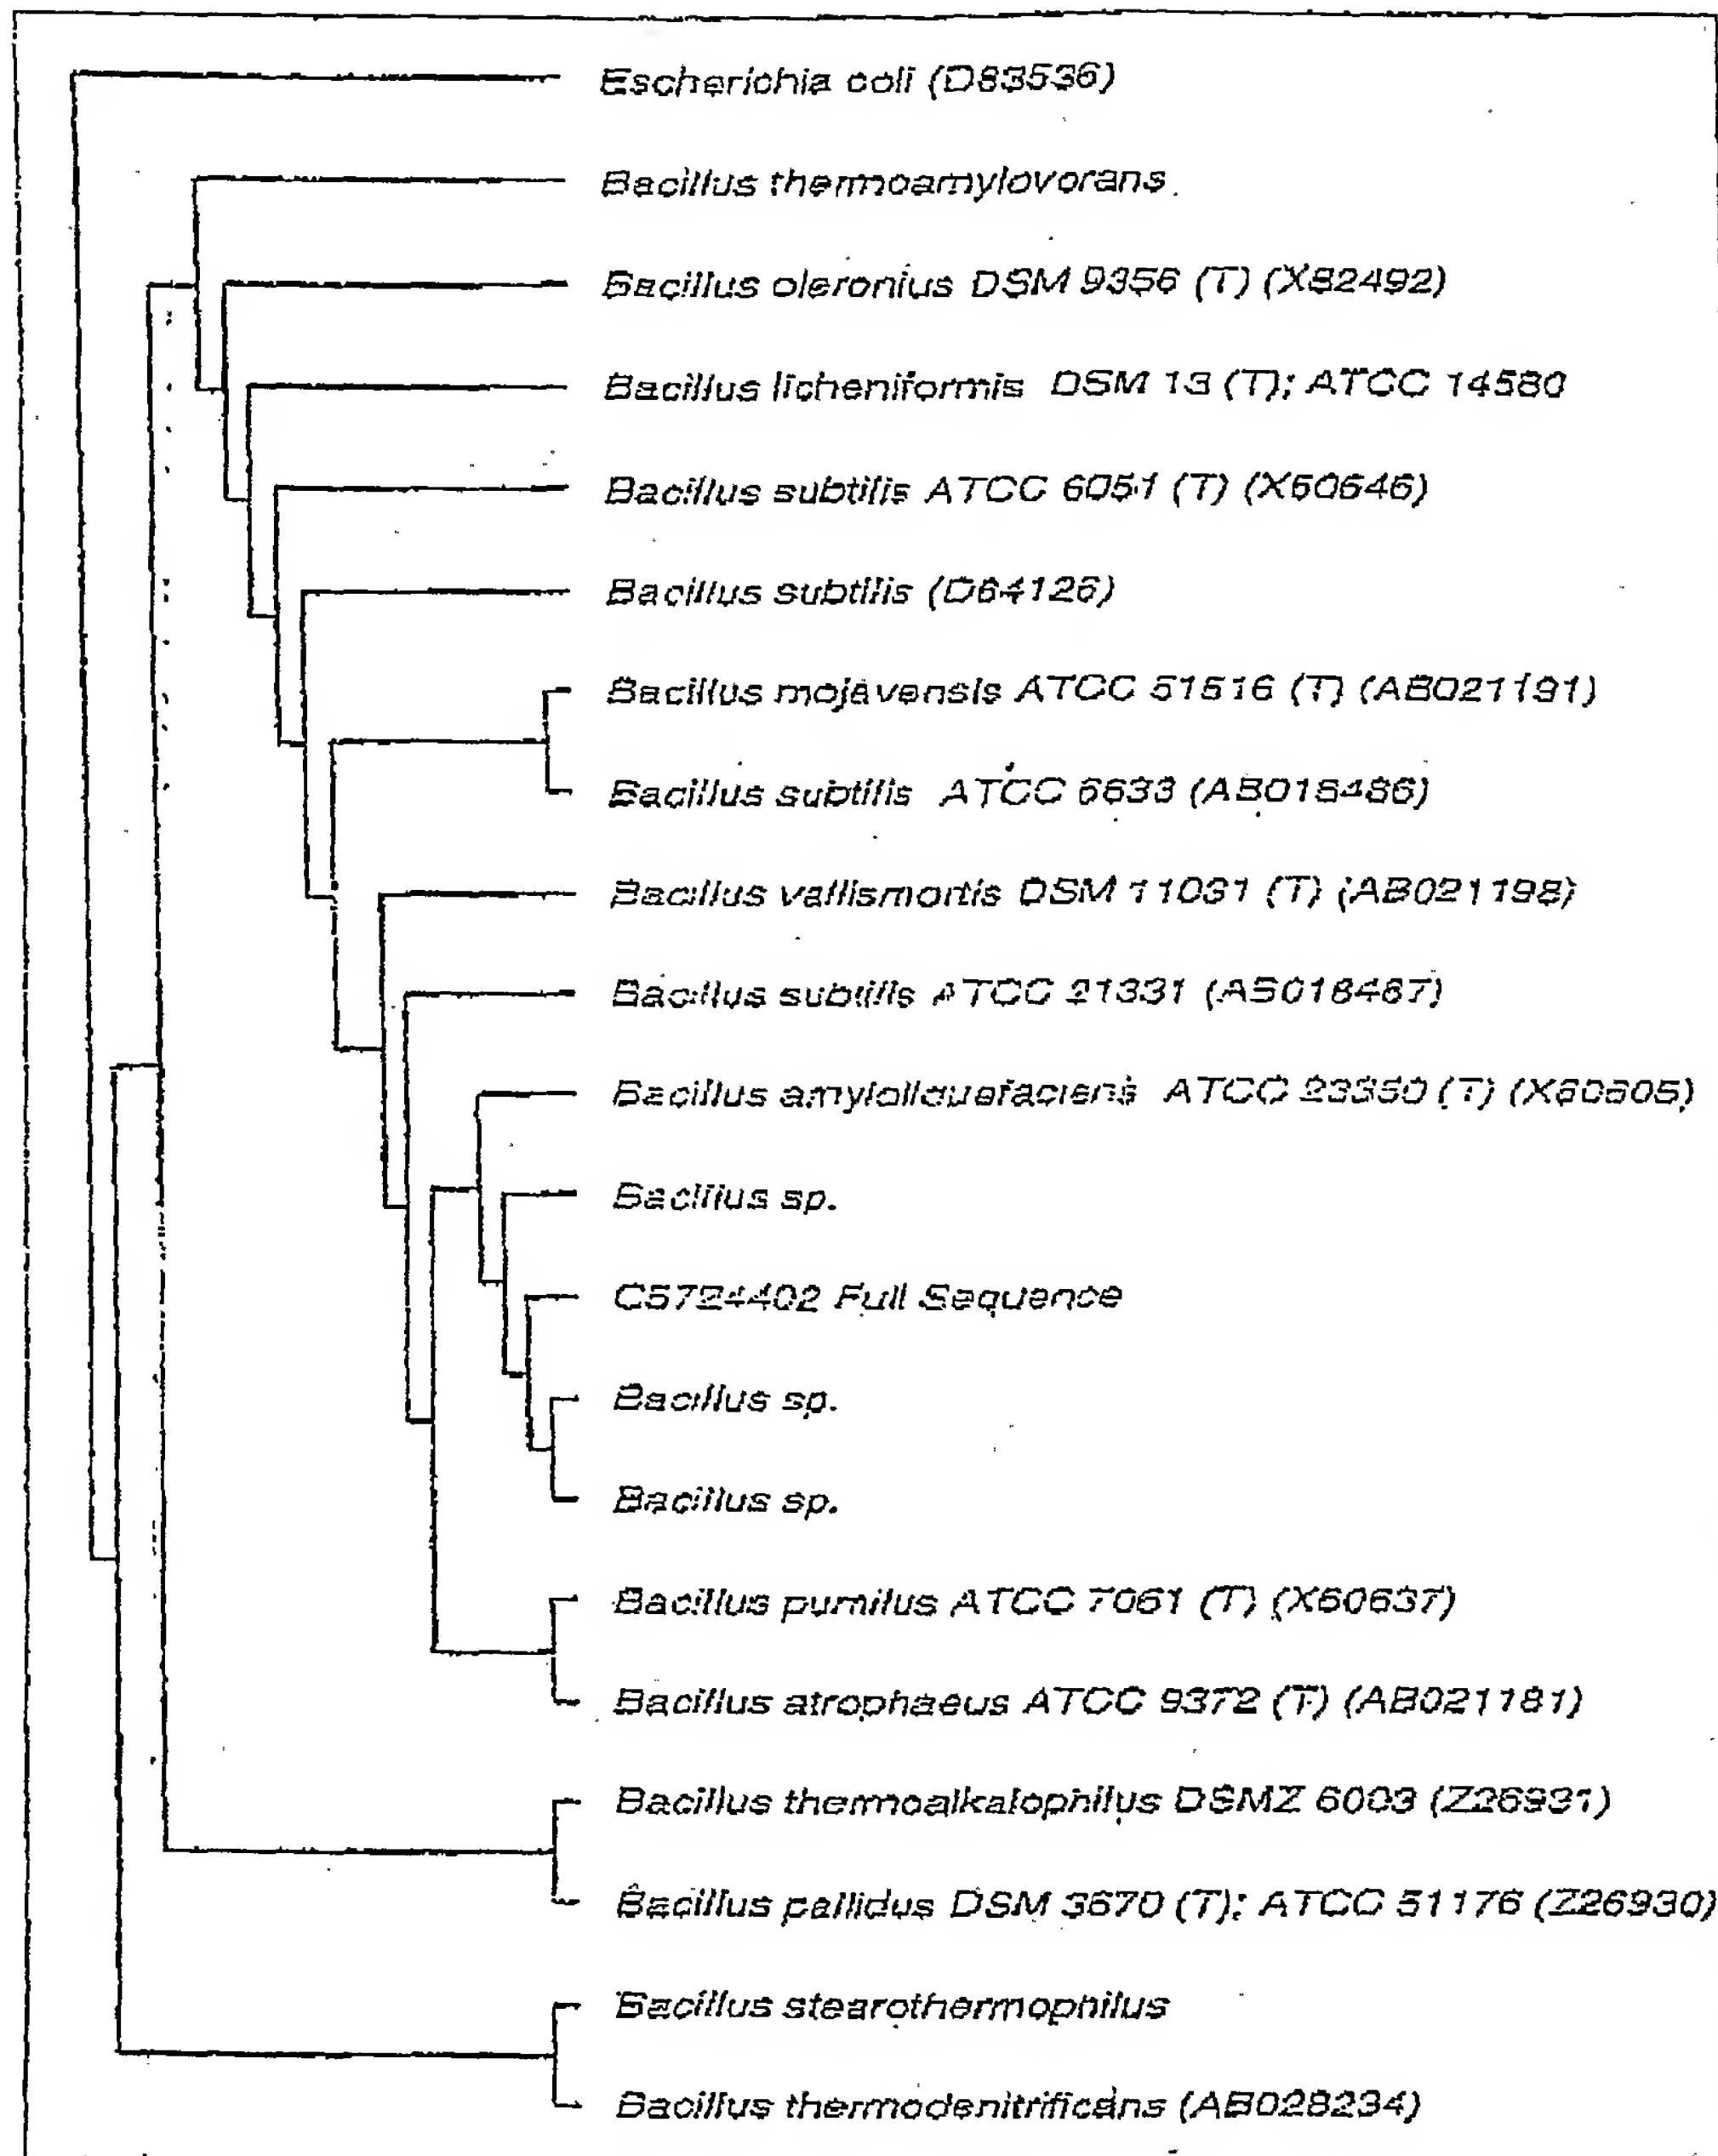 Escherichia coli (D83536)
Bacillus thermoamylovorans
Bacillus oleronius DSM 9356 (T) (X82492)
Bacillus licheniformis DSM 13 (T); ATCC 14580
Bacillus subtilis ATCC 6051 (T) (X60646)
Bacillus subtilis (D64126)
Bacillus mojavensis ATCC 51516 (T) (AB021191)
Bacillus subtilis ATCC 6633 (AB018486)
Bacillus vallismortis DSM 11031 (T) (AB021198)
Bacillus subtilis ATCC 21331
Bacillus amyloliquefaciens ATCC 23350 (T) (X60605)
Bacillus sp.
C5724402 Full Sequence
Bacillus sp.
Bacillus sp.
Bacillus pumilus ATCC 7061 (T) (X60637)
Bacillus atrophaeus ATCC 9372 (T) (AB021181)
Bacillus thermoalkalophilus DSMZ 6003 (Z26931)
Bacillus pallidus DSM 3670 (T); ATCC 51176 (Z26930)
Bacillus stearothermophilus
Bacillus thermodenitrificans (AB028234)